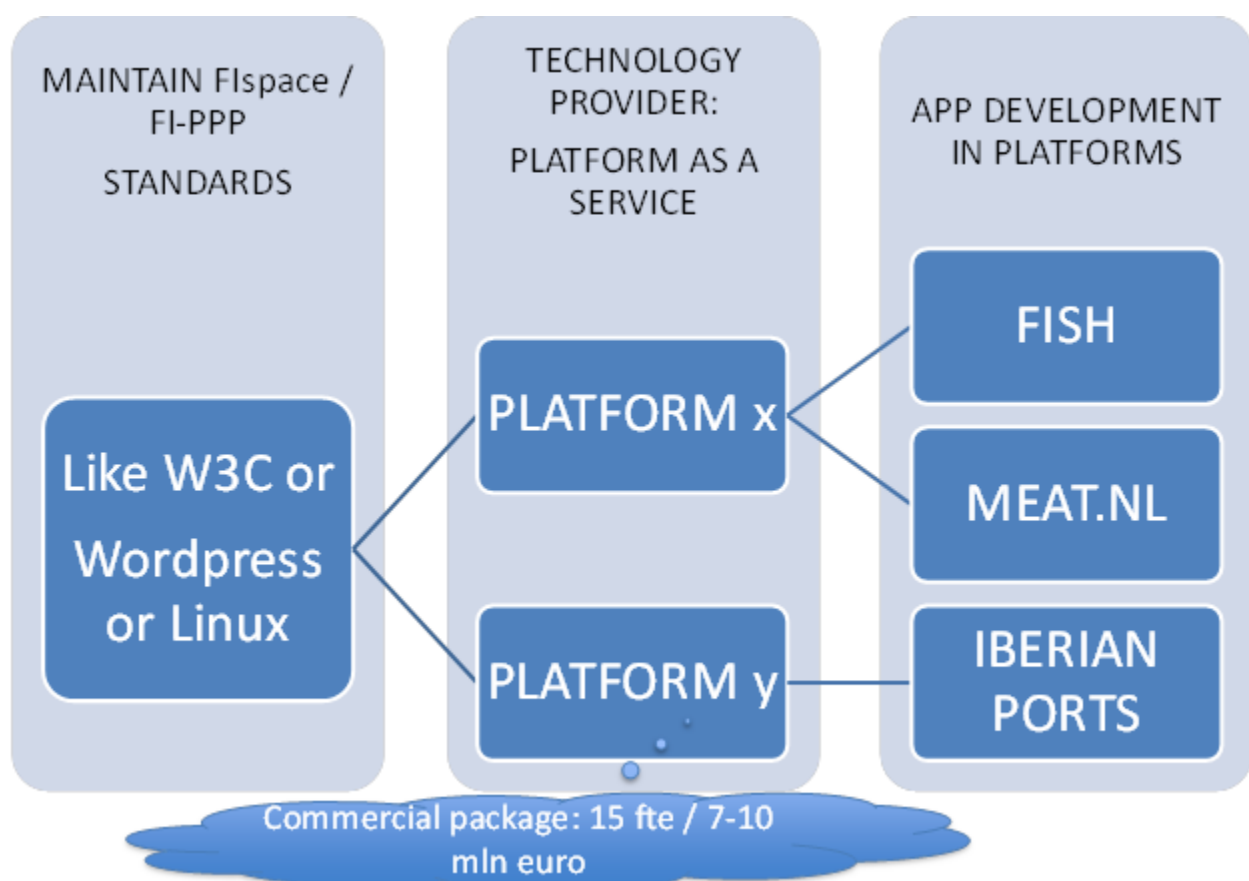 MAINTAIN FIspace /
FI-PPP
STANDARDS
TECHNOLOGY
PROVIDER:
PLATFORM AS A
SERVICE
APP DEVELOPMENT
IN PLATFORMS
Like W3C or
Wordpress
or Linux
PLATFORM x
PLATFORM y
FISH
MEAT.NL
IBERIAN
PORTS
Commercial package: 15 fte / 7-10
mln euro